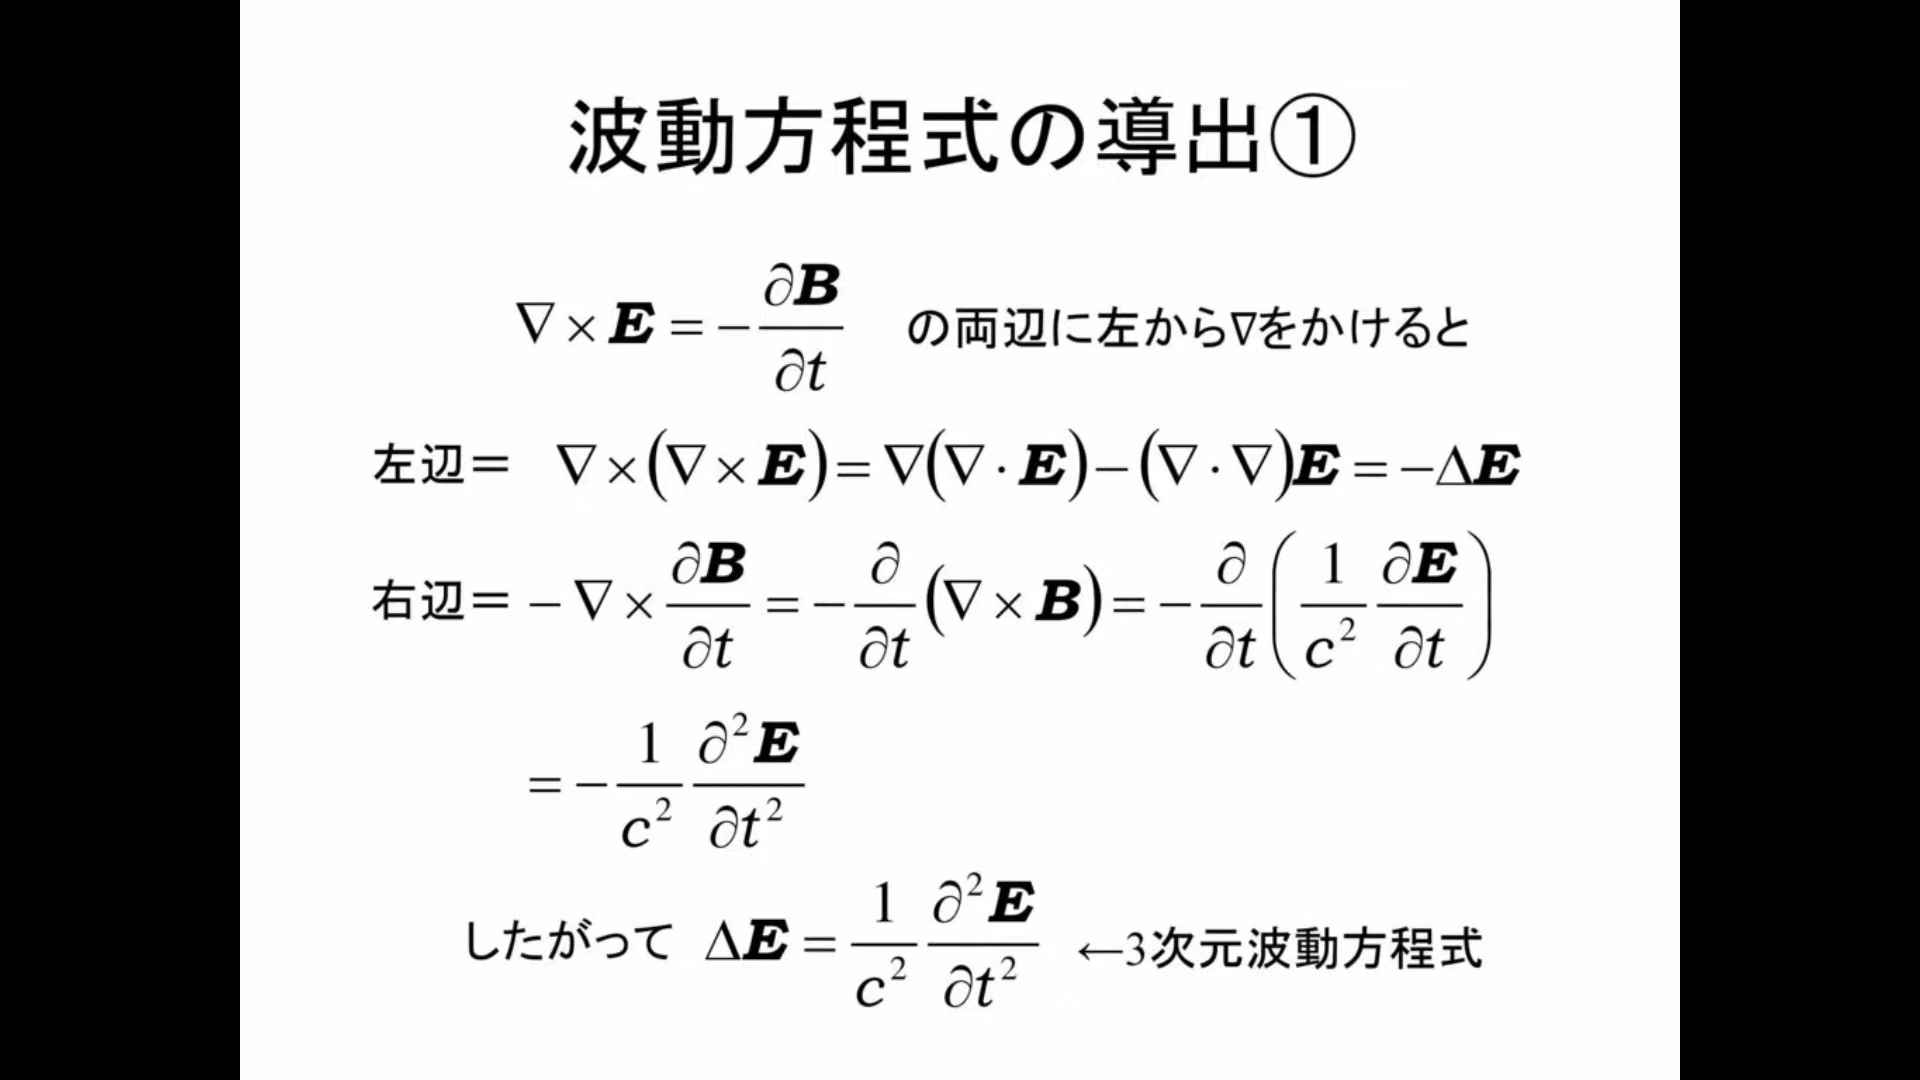 波動方程式の導出①
∇×E=−∂B/∂t の両辺に左から∇をかけると
左辺＝ ∇×(∇×E)=∇(∇·E)−(∇·∇)E=−ΔE
右辺＝ −∇×∂B/∂t=−∂/∂t(∇×B)=−∂/∂t(1/c² ∂E/∂t)
=−1/c² ∂²E/∂t²
したがって ΔE=1/c² ∂²E/∂t² ←3次元波動方程式